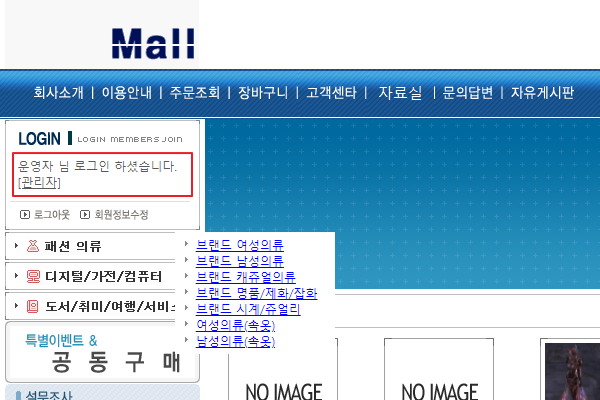 Mall
회사소개 | 이용안내 | 주문조회 | 장바구니 | 고객센타 | 자료실 | 문의답변 | 자유게시판
LOGIN LOGIN MEMBERS JOIN
운영자 님 로그인 하셨습니다.
[관리자]
로그아웃 회원정보수정
패션 의류
디지털/가전/컴퓨터
도서/취미/여행/서비스
브랜드 여성의류
브랜드 남성의류
브랜드 캐쥬얼의류
브랜드 명품/제화/잡화
브랜드 시계/쥬얼리
여성의류(속옷)
남성의류(속옷)
특별이벤트 &
공동구매
설문조사
NO IMAGE
NO IMAGE